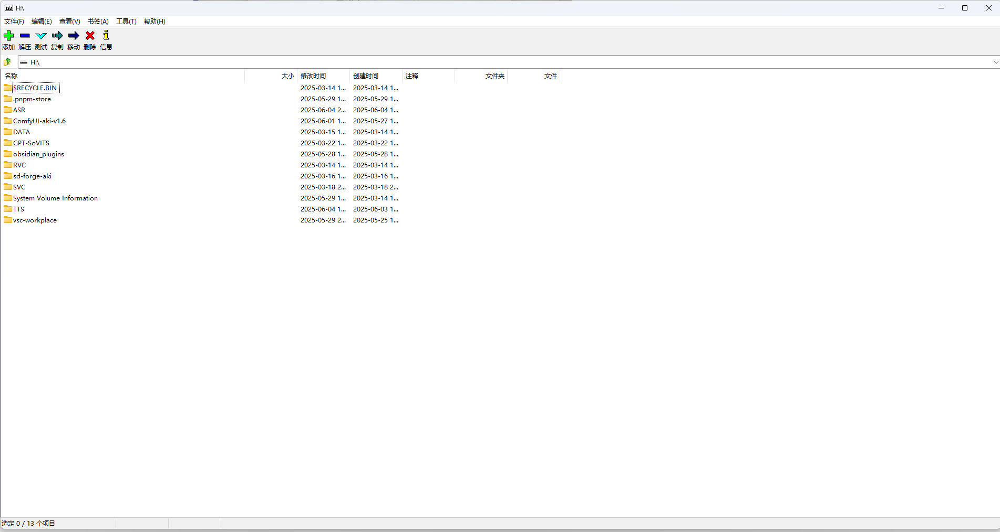 H:\
文件(F) 编辑(E) 查看(V) 书签(A) 工具(T) 帮助(H)
添加 解压 测试 复制 移动 删除 信息
H:\
名称 大小 修改时间 创建时间 注释 文件夹 文件
$RECYCLE.BIN 2025-03-14 1... 2025-03-14 1...
.pnpm-store 2025-05-29 1... 2025-05-29 1...
ASR 2025-06-04 2... 2025-06-04 1...
ComfyUI-aki-v1.6 2025-06-01 1... 2025-05-27 1...
DATA 2025-03-15 1... 2025-03-14 1...
GPT-SoVITS 2025-03-22 1... 2025-03-22 1...
obsidian_plugins 2025-05-28 1... 2025-05-28 1...
RVC 2025-03-14 1... 2025-03-14 1...
sd-forge-aki 2025-03-16 1... 2025-03-16 1...
SVC 2025-03-18 2... 2025-03-18 2...
System Volume Information 2025-05-29 1... 2025-03-14 1...
TTS 2025-06-04 1... 2025-06-03 1...
vsc-workplace 2025-05-29 2... 2025-05-25 1...
选定 0 / 13 个项目